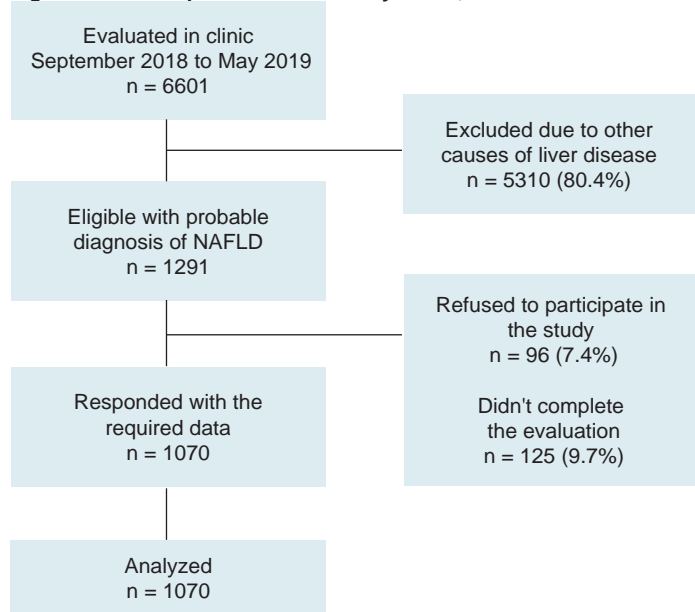 Evaluated in clinic
September 2018 to May 2019
n = 6601
Excluded due to other
causes of liver disease
n = 5310 (80.4%)
Eligible with probable
diagnosis of NAFLD
n = 1291
Refused to participate in
the study
n = 96 (7.4%)
Didn't complete
the evaluation
n = 125 (9.7%)
Responded with the
required data
n = 1070
Analyzed
n = 1070